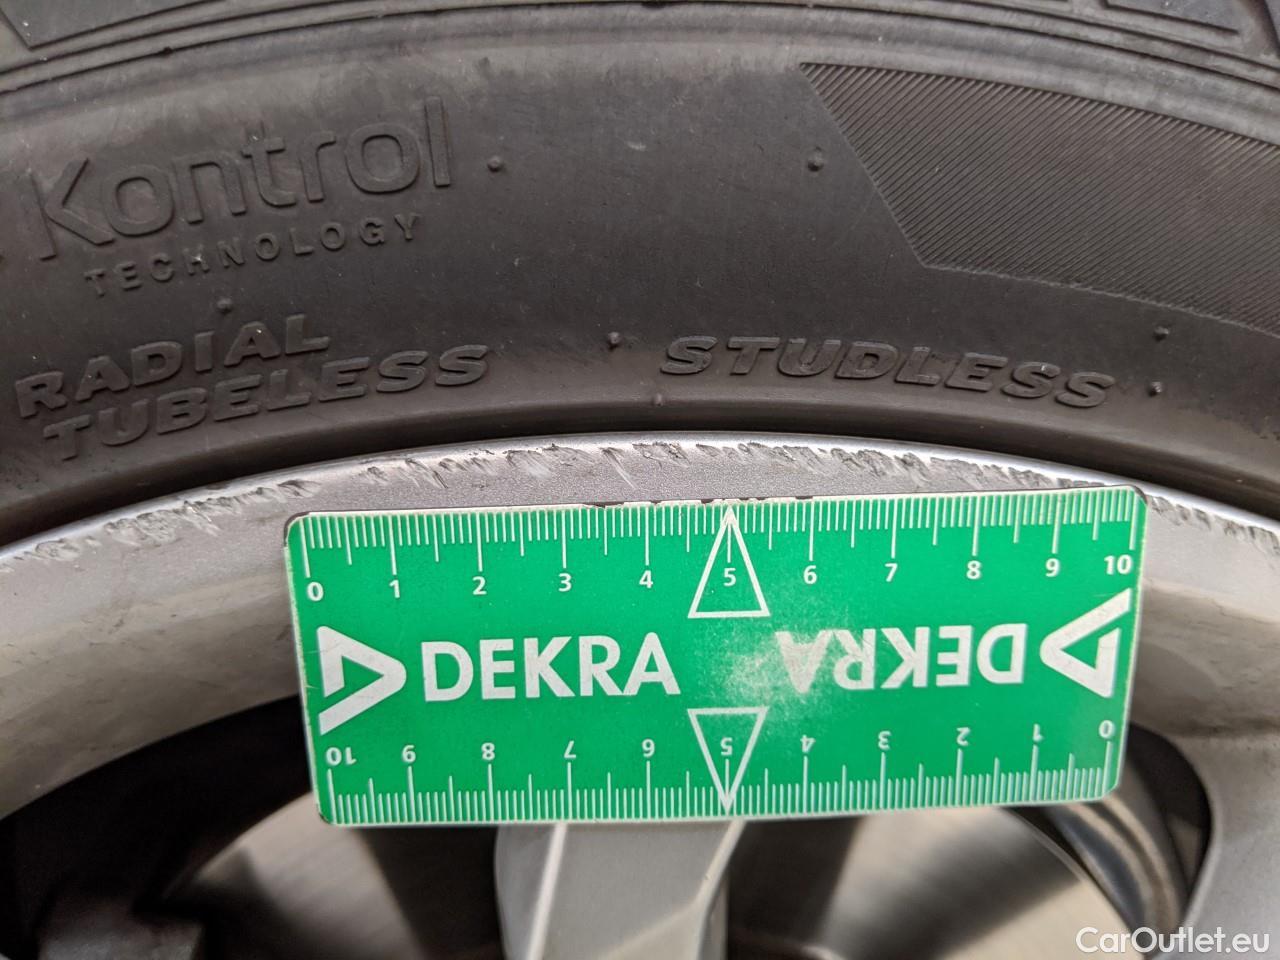 Kontrol
TECHNOLOGY
RADIAL
TUBELESS
STUDLESS
0 1 2 3 4 5 6 7 8 9 10
DEKRA
DEKRA
10 9 8 7 6 5 4 3 2 1 0
CarOutlet.eu